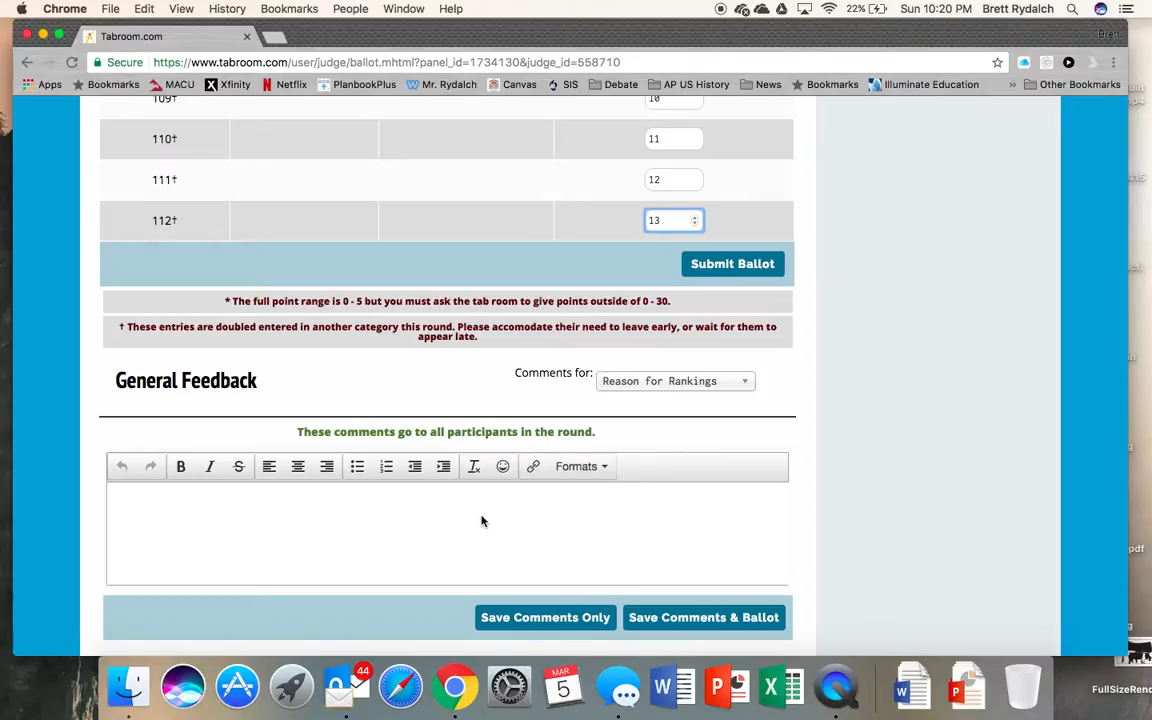 Chrome File Edit View History Bookmarks People Window Help 22% Sun 10:20 PM Brett Rydalch
Tabroom.com
Brett
Secure https://www.tabroom.com/user/judge/ballot.mhtml?panel_id=1734130&judge_id=558710
Apps Bookmarks MACU Xfinity Netflix PlanbookPlus Mr. Rydalch Canvas SIS Debate AP US History News Bookmarks Illuminate Education » Other Bookmarks
109† 10
110† 11
111† 12
112† 13
Submit Ballot
* The full point range is 0 - 5 but you must ask the tab room to give points outside of 0 - 30.
† These entries are doubled entered in another category this round. Please accomodate their need to leave early, or wait for them to
appear late.
General Feedback Comments for: Reason for Rankings
These comments go to all participants in the round.
B I S Formats
Save Comments Only Save Comments & Ballot
44
MAR
5
FullSizeRen